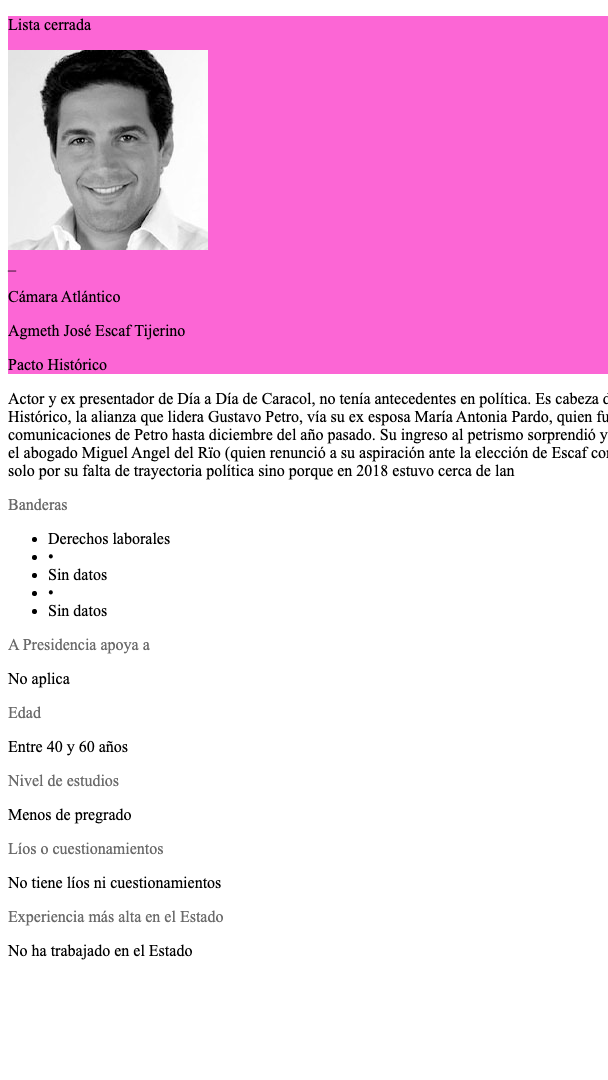 Lista cerrada
_
Cámara Atlántico
Agmeth José Escaf Tijerino
Pacto Histórico
Actor y ex presentador de Día a Día de Caracol, no tenía antecedentes en política. Es cabeza
Histórico, la alianza que lidera Gustavo Petro, vía su ex esposa María Antonia Pardo, quien fu
comunicaciones de Petro hasta diciembre del año pasado. Su ingreso al petrismo sorprendió y
el abogado Miguel Angel del Rïo (quien renunció a su aspiración ante la elección de Escaf co
solo por su falta de trayectoria política sino porque en 2018 estuvo cerca de lan
Banderas
• Derechos laborales
• •
• Sin datos
• •
• Sin datos
A Presidencia apoya a
No aplica
Edad
Entre 40 y 60 años
Nivel de estudios
Menos de pregrado
Líos o cuestionamientos
No tiene líos ni cuestionamientos
Experiencia más alta en el Estado
No ha trabajado en el Estado